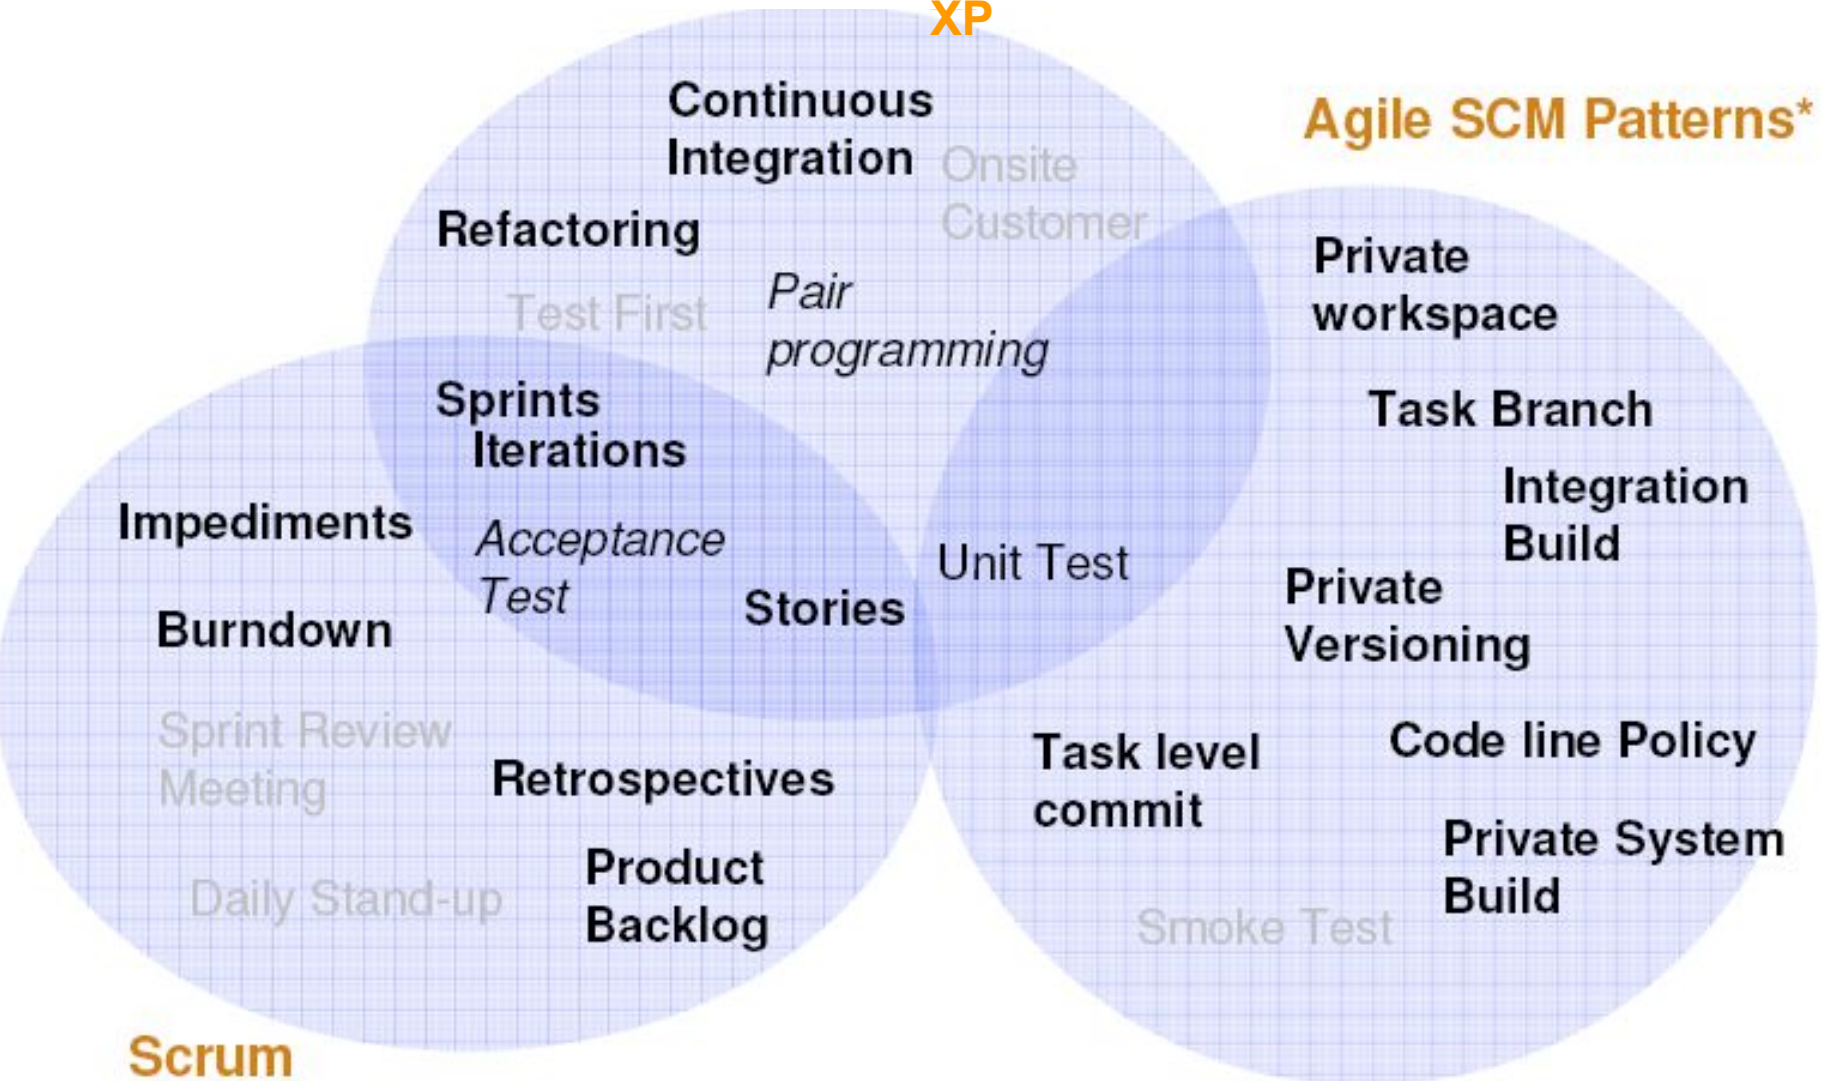 XP
Continuous
Integration
Onsite
Customer
Refactoring
Test First
Pair
programming
Agile SCM Patterns*
Private
workspace
Task Branch
Integration
Build
Private
Versioning
Code line Policy
Private System
Build
Task level
commit
Smoke Test
Unit Test
Sprints
Iterations
Acceptance
Test
Stories
Impediments
Burndown
Sprint Review
Meeting
Retrospectives
Daily Stand-up
Product
Backlog
Scrum